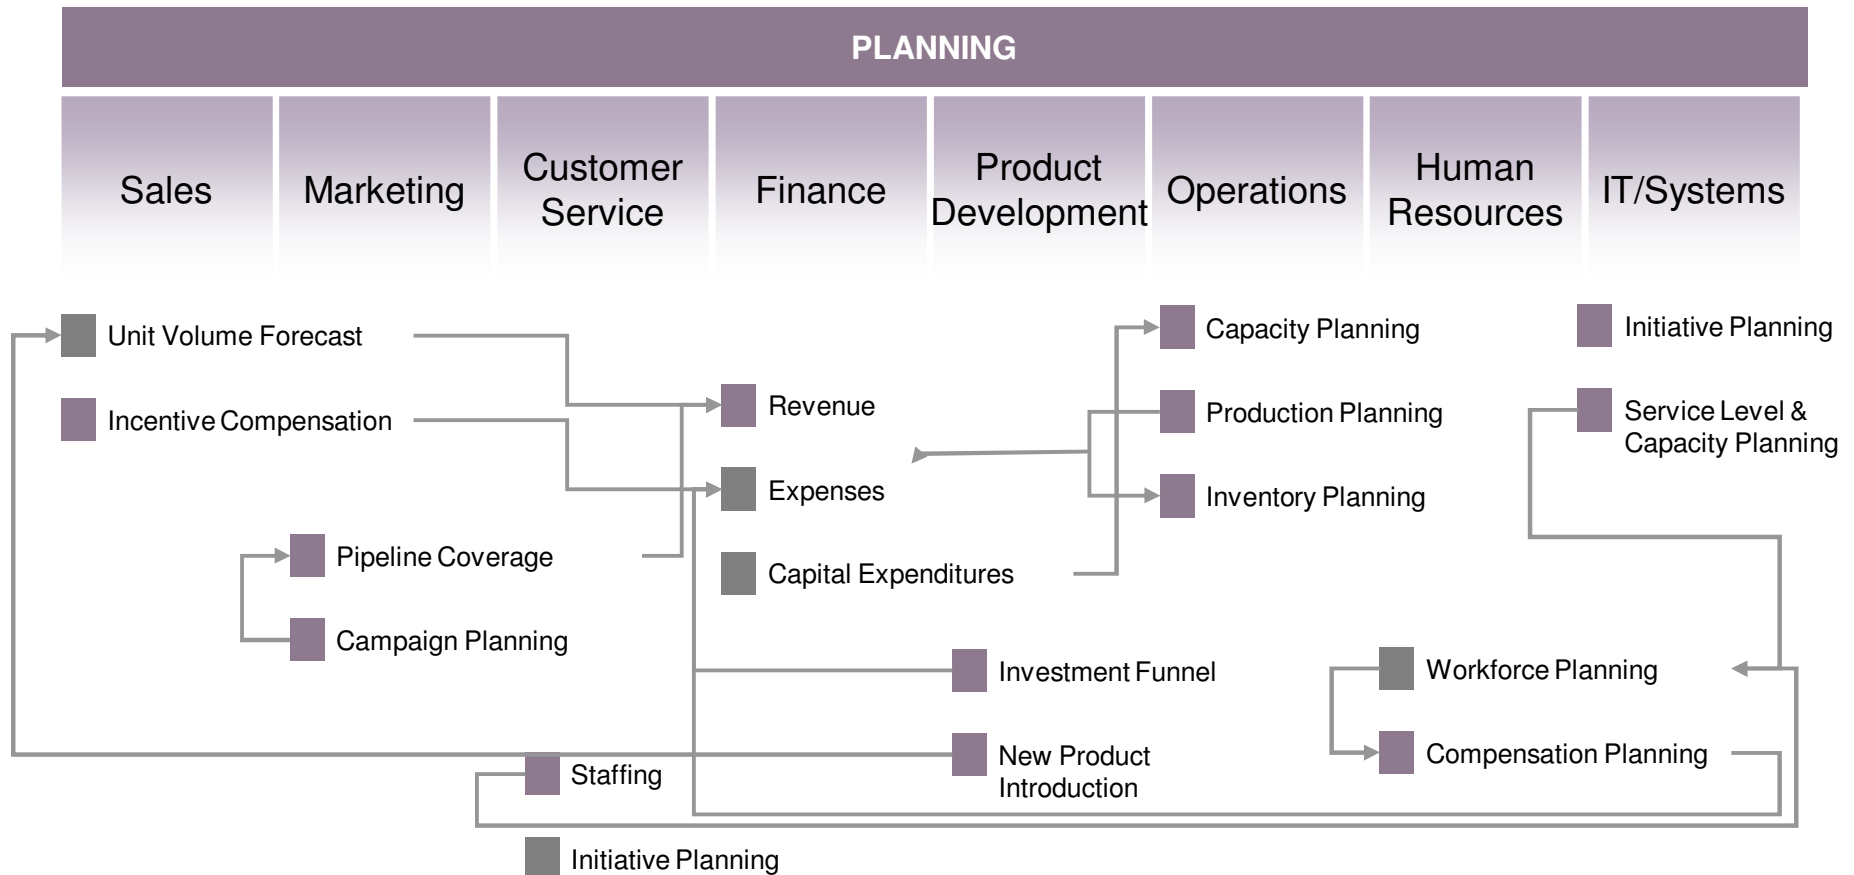 PLANNING
Sales
Marketing
Customer
Service
Finance
Product
Development
Operations
Human
Resources
IT/Systems
Unit Volume Forecast
Incentive Compensation
Pipeline Coverage
Campaign Planning
Staffing
Initiative Planning
Revenue
Expenses
Capital Expenditures
Investment Funnel
New Product
Introduction
Capacity Planning
Production Planning
Inventory Planning
Workforce Planning
Compensation Planning
Initiative Planning
Service Level &
Capacity Planning